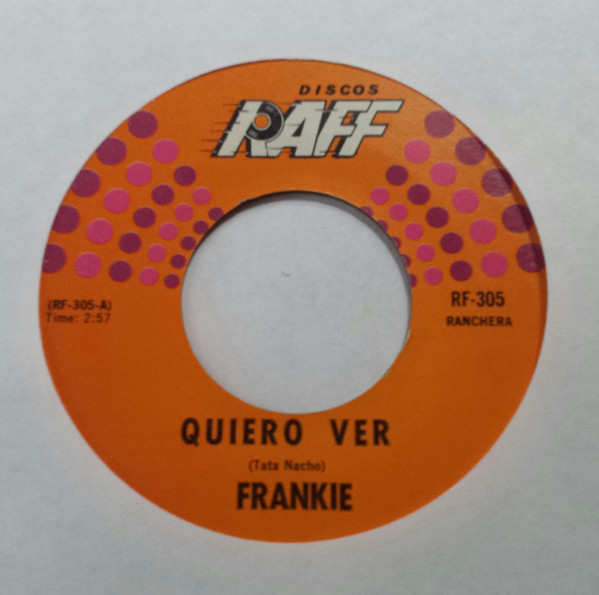 DISCOS
RAFF
(RF-305-A)
Time: 2:57
RF-305
RANCHERA
QUIERO VER
(Tata Nacho)
FRANKIE